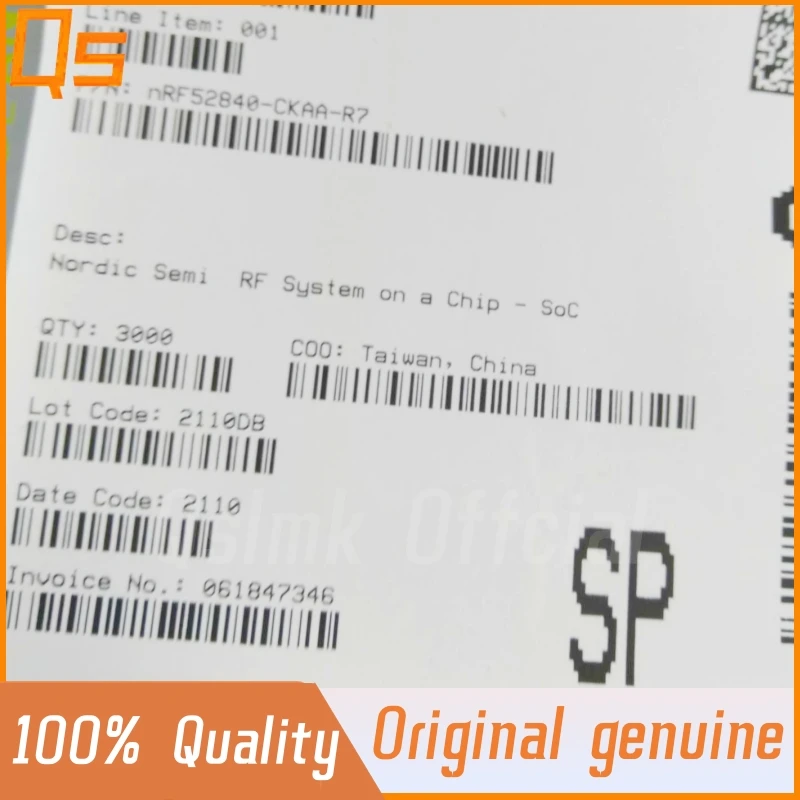 QS
Line Item: 001
P/N: nRF52840-CKAA-R7
Desc:
Nordic Semi RF System on a Chip - SoC
QTY: 3000
COO: Taiwan, China
Lot Code: 2110DB
Date Code: 2110
Qslmk Offcial
Invoice No.: 061847346
SP
100% Quality
Original genuine